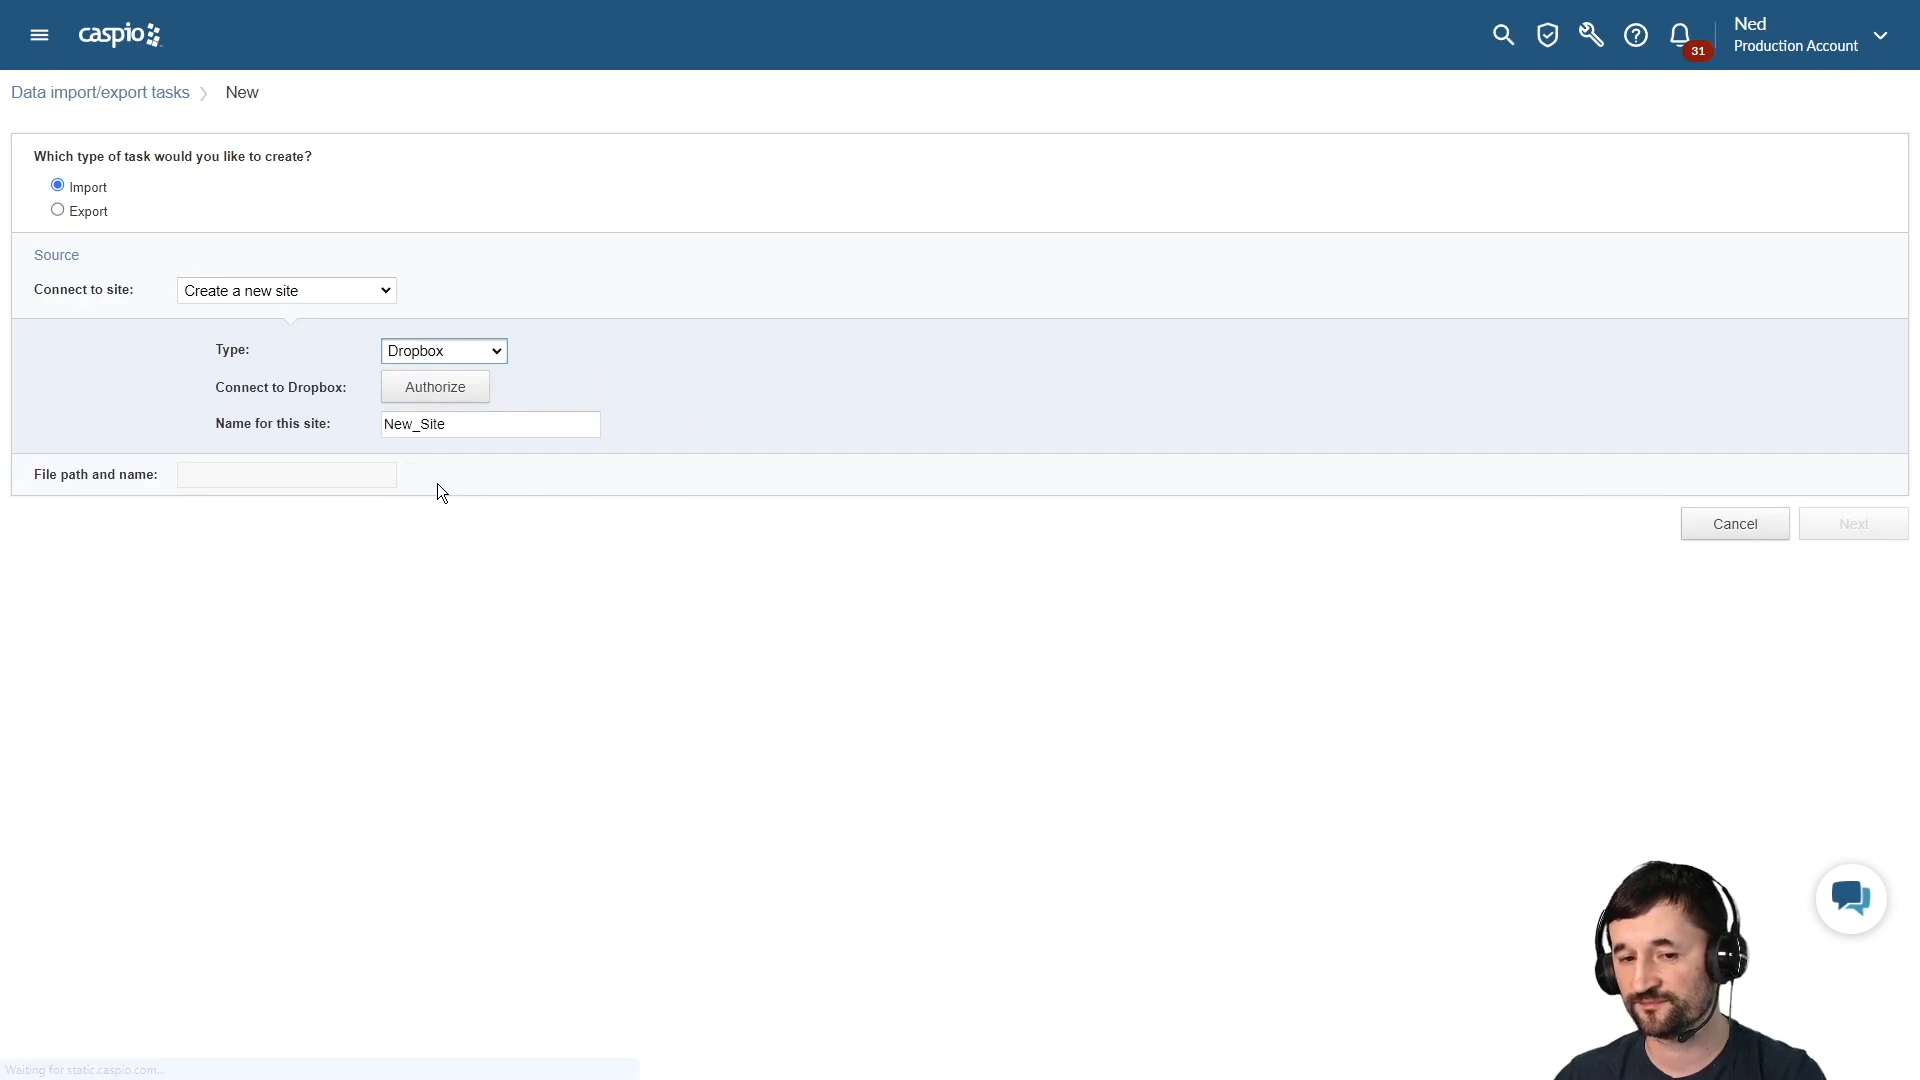 caspio
31
Ned
Production Account
Data import/export tasks
New
Which type of task would you like to create?
Import
Export
Source
Connect to site:
Create a new site
Type:
Dropbox
Connect to Dropbox:
Authorize
Name for this site:
New_Site
File path and name:
Cancel
Next
Waiting for static.caspio.com...